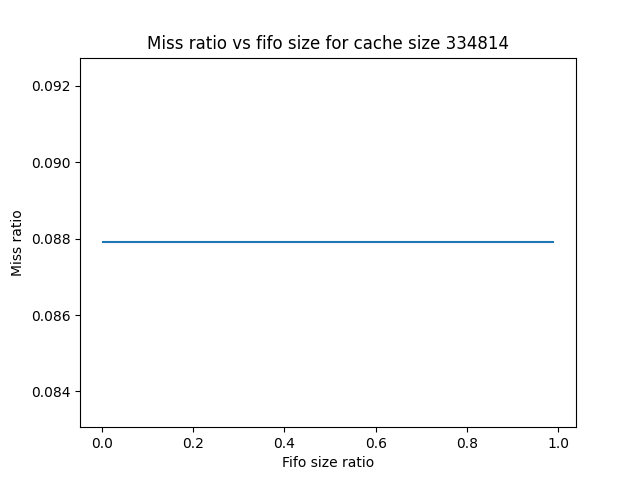 Miss ratio vs fifo size for cache size 334814
0.092
0.090
0.088
0.086
0.084
Miss ratio
0.0 0.2 0.4 0.6 0.8 1.0
Fifo size ratio